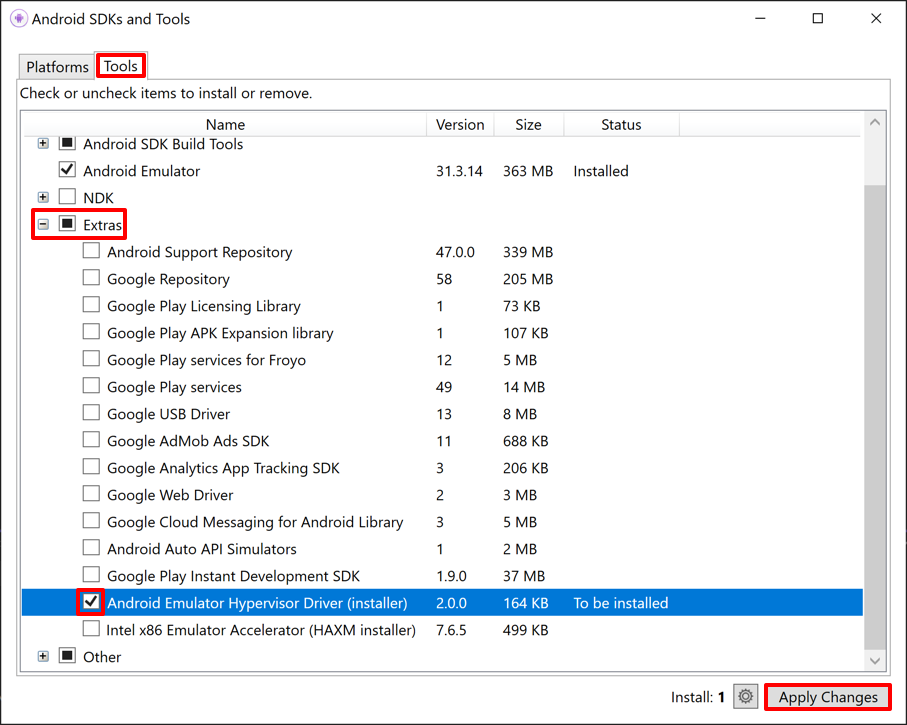 Android SDKs and Tools
Platforms Tools
Check or uncheck items to install or remove.
Name Version Size Status
Android SDK Build Tools
Android Emulator 31.3.14 363 MB Installed
NDK
Extras
Android Support Repository 47.0.0 339 MB
Google Repository 58 205 MB
Google Play Licensing Library 1 73 KB
Google Play APK Expansion library 1 107 KB
Google Play services for Froyo 12 5 MB
Google Play services 49 14 MB
Google USB Driver 13 8 MB
Google AdMob Ads SDK 11 688 KB
Google Analytics App Tracking SDK 3 206 KB
Google Web Driver 2 3 MB
Google Cloud Messaging for Android Library 3 5 MB
Android Auto API Simulators 1 2 MB
Google Play Instant Development SDK 1.9.0 37 MB
Android Emulator Hypervisor Driver (installer) 2.0.0 164 KB To be installed
Intel x86 Emulator Accelerator (HAXM installer) 7.6.5 499 KB
Other
Install: 1 Apply Changes